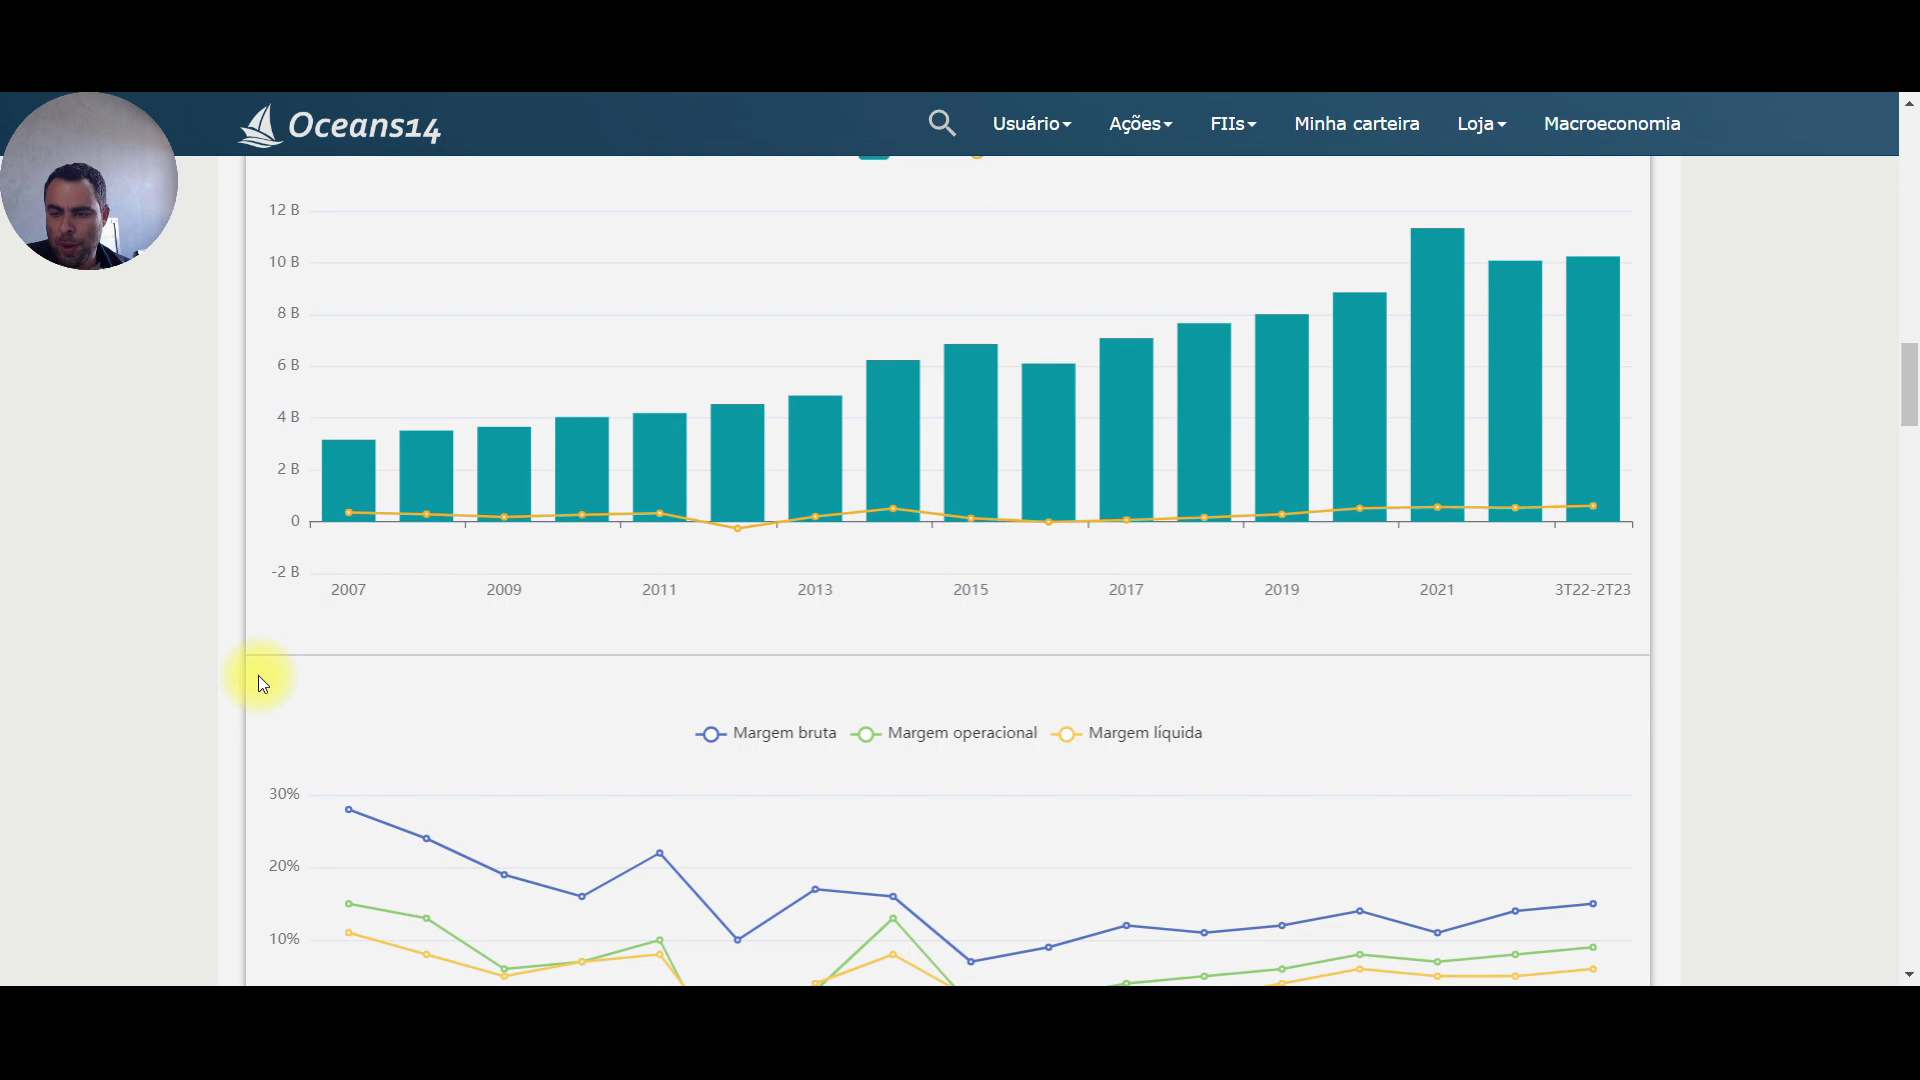 Oceans14
Usuário
Ações
FIIs
Minha carteira
Loja
Macroeconomia
12 B
10 B
8 B
6 B
4 B
2 B
0
-2 B
2007
2009
2011
2013
2015
2017
2019
2021
3T22-2T23
Margem bruta
Margem operacional
Margem líquida
30%
20%
10%